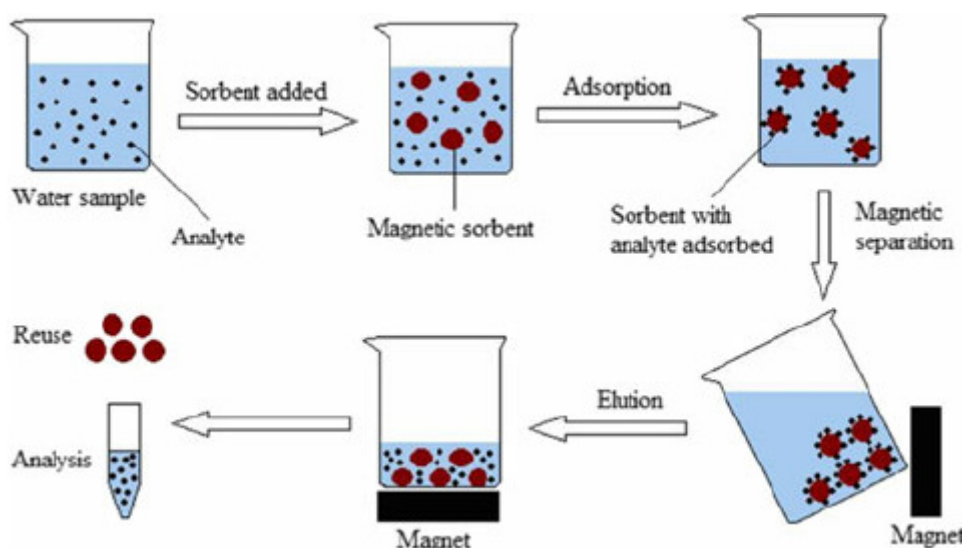 Sorbent added
Adsorption
Water sample
Analyte
Magnetic sorbent
Sorbent with
analyte adsorbed
Magnetic
separation
Reuse
Elution
Analysis
Magnet
Magnet